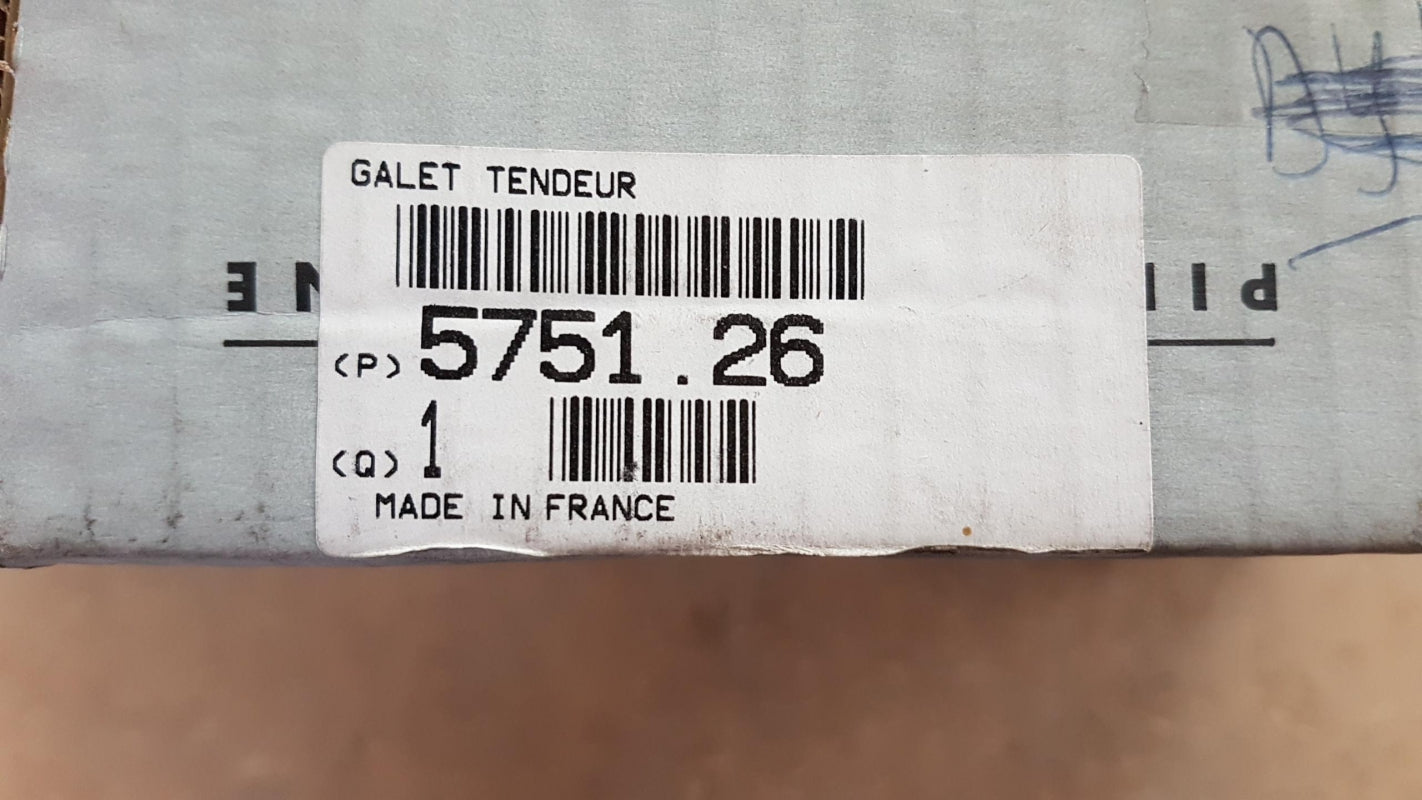 GALET TENDEUR
(P) 5751.26
(Q) 1
MADE IN FRANCE